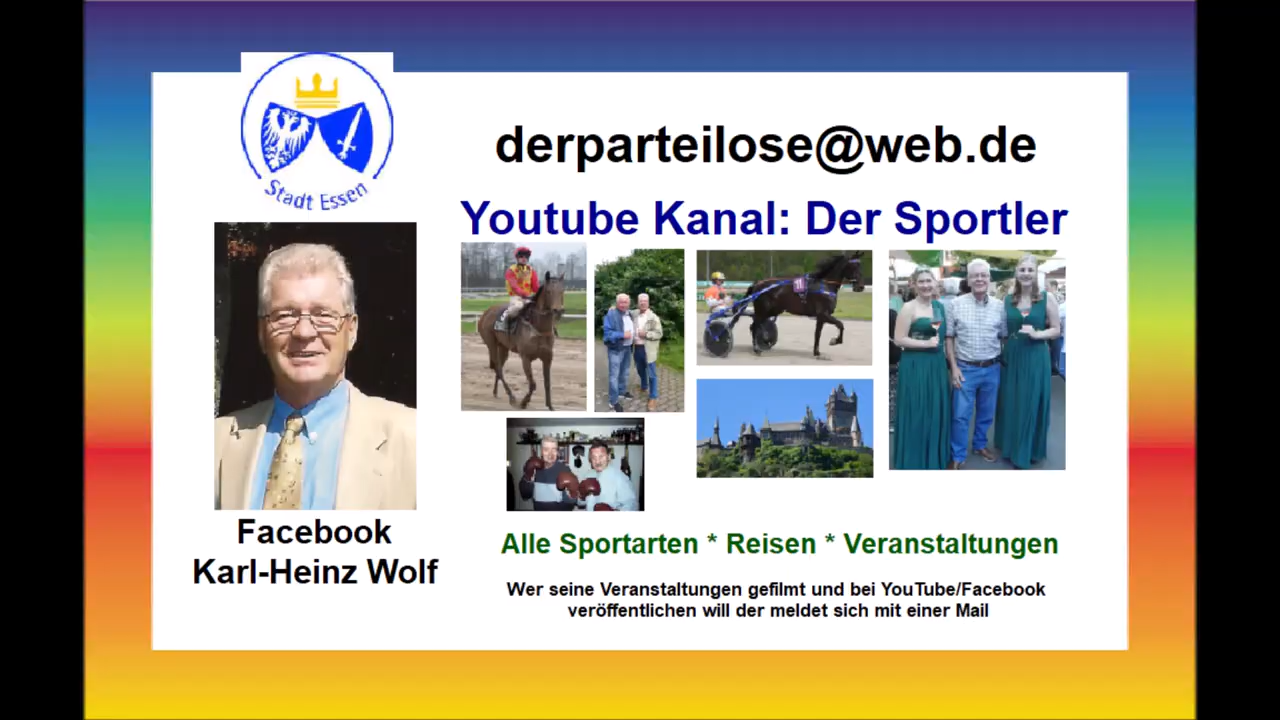 Stadt Essen
derparteilose@web.de
Youtube Kanal: Der Sportler
Facebook
Karl-Heinz Wolf
Alle Sportarten * Reisen * Veranstaltungen
Wer seine Veranstaltungen gefilmt und bei YouTube/Facebook
veröffentlichen will der meldet sich mit einer Mail